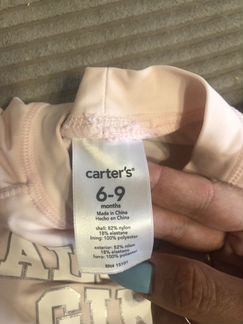 carter's®
6-9
months
Made in China
Hecho en China
shell: 82% nylon
18% elastane
lining: 100% polyester
exterior: 82% nylon
18% elastano
forro: 100% poliéster